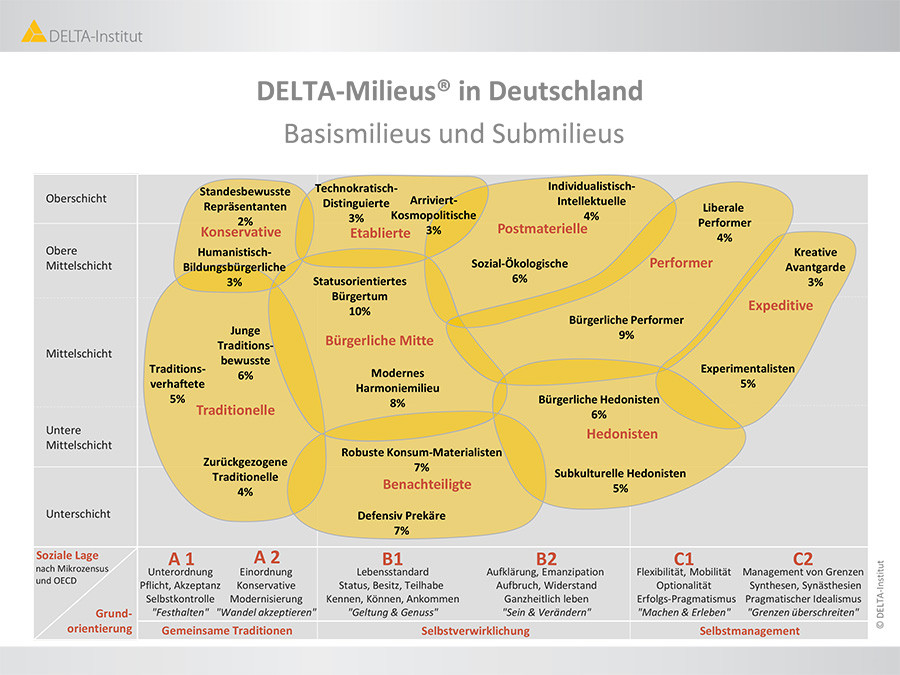 DELTA-Institut
DELTA-Milieus® in Deutschland
Basismilieus und Submilieus
Oberschicht
Obere
Mittelschicht
Mittelschicht
Untere
Mittelschicht
Unterschicht
Standesbewusste
Repräsentanten
2%
Konservative
Humanistisch-
Bildungsbürgerliche
3%
Technokratisch-
Distinguierte
3%
Etablierte
Arriviert-
Kosmopolitische
3%
Individualistisch-
Intellektuelle
4%
Postmaterielle
Sozial-Ökologische
6%
Liberale
Performer
4%
Performer
Bürgerliche Performer
9%
Kreative
Avantgarde
3%
Expeditive
Experimentalisten
5%
Statusorientiertes
Bürgertum
10%
Bürgerliche Mitte
Modernes
Harmoniemilieu
8%
Junge
Traditions-
bewusste
6%
Traditions-
verhaftete
5%
Traditionelle
Zurückgezogene
Traditionelle
4%
Bürgerliche Hedonisten
6%
Hedonisten
Subkulturelle Hedonisten
5%
Robuste Konsum-Materialisten
7%
Benachteiligte
Defensiv Prekäre
7%
Soziale Lage
nach Mikrozensus
und OECD
Grund-
orientierung
A 1
Unterordnung
Pflicht, Akzeptanz
Selbstkontrolle
"Festhalten"
A 2
Einordnung
Konservative
Modernisierung
"Wandel akzeptieren"
B1
Lebensstandard
Status, Besitz, Teilhabe
Kennen, Können, Ankommen
"Geltung & Genuss"
B2
Aufklärung, Emanzipation
Aufbruch, Widerstand
Ganzheitlich leben
"Sein & Verändern"
C1
Flexibilität, Mobilität
Optionalität
Erfolgs-Pragmatismus
"Machen & Erleben"
C2
Management von Grenzen
Synthesen, Synästhesien
Pragmatischer Idealismus
"Grenzen überschreiten"
Gemeinsame Traditionen
Selbstverwirklichung
Selbstmanagement
© DELTA-Institut